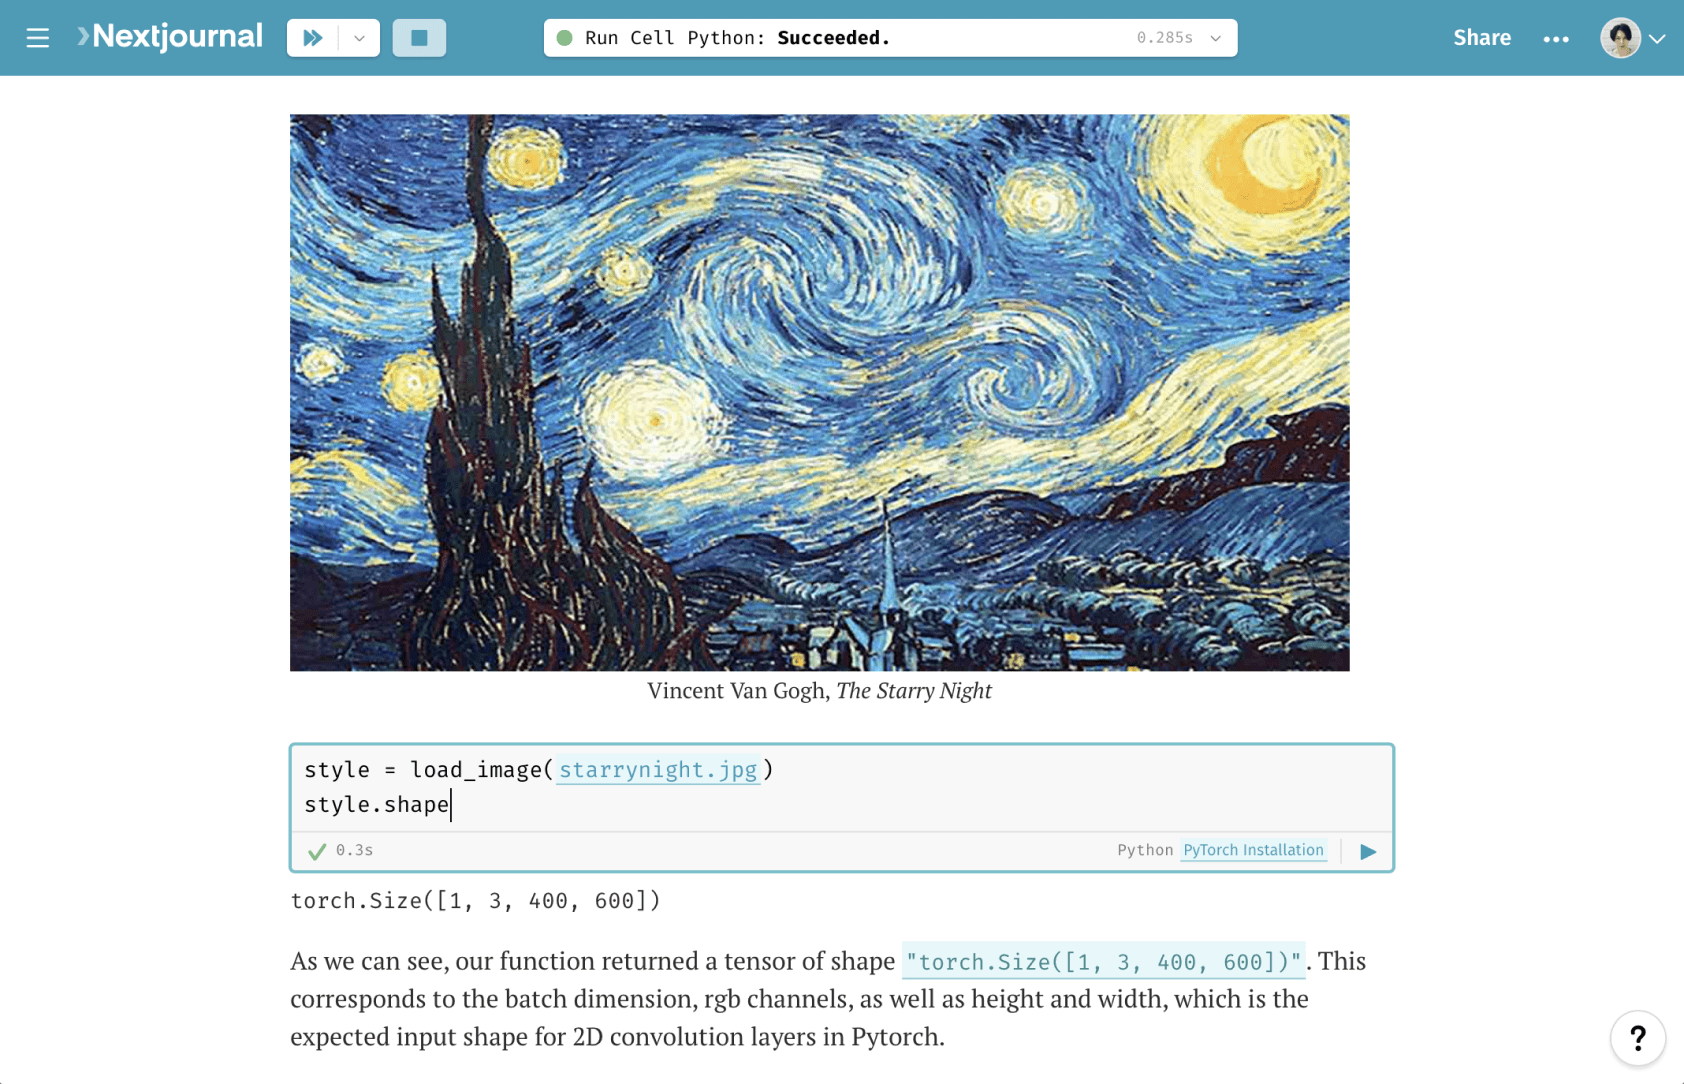 Nextjournal
Run Cell Python: Succeeded. 0.285s
Share
Vincent Van Gogh, The Starry Night
style = load_image(starrynight.jpg)
style.shape
0.3s
Python PyTorch Installation
torch.Size([1, 3, 400, 600])
As we can see, our function returned a tensor of shape "torch.Size([1, 3, 400, 600])". This
corresponds to the batch dimension, rgb channels, as well as height and width, which is the
expected input shape for 2D convolution layers in Pytorch.
?